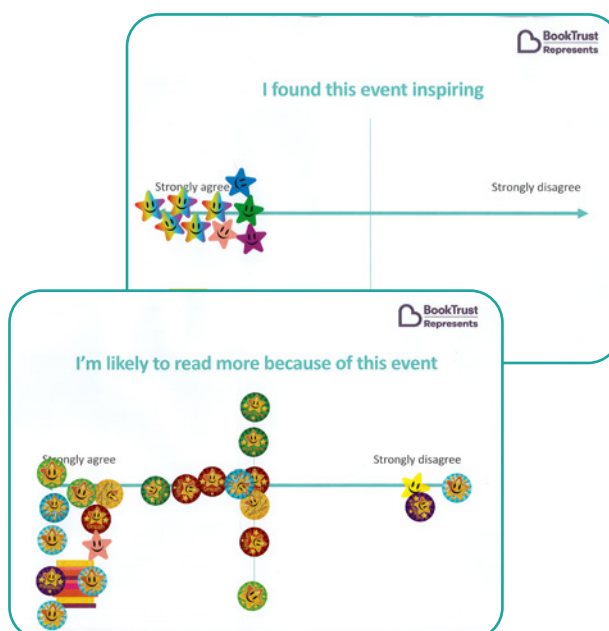 BookTrust
Represents
I found this event inspiring
Strongly agree
Strongly disagree
BookTrust
Represents
I'm likely to read more because of this event
Strongly agree
Strongly disagree